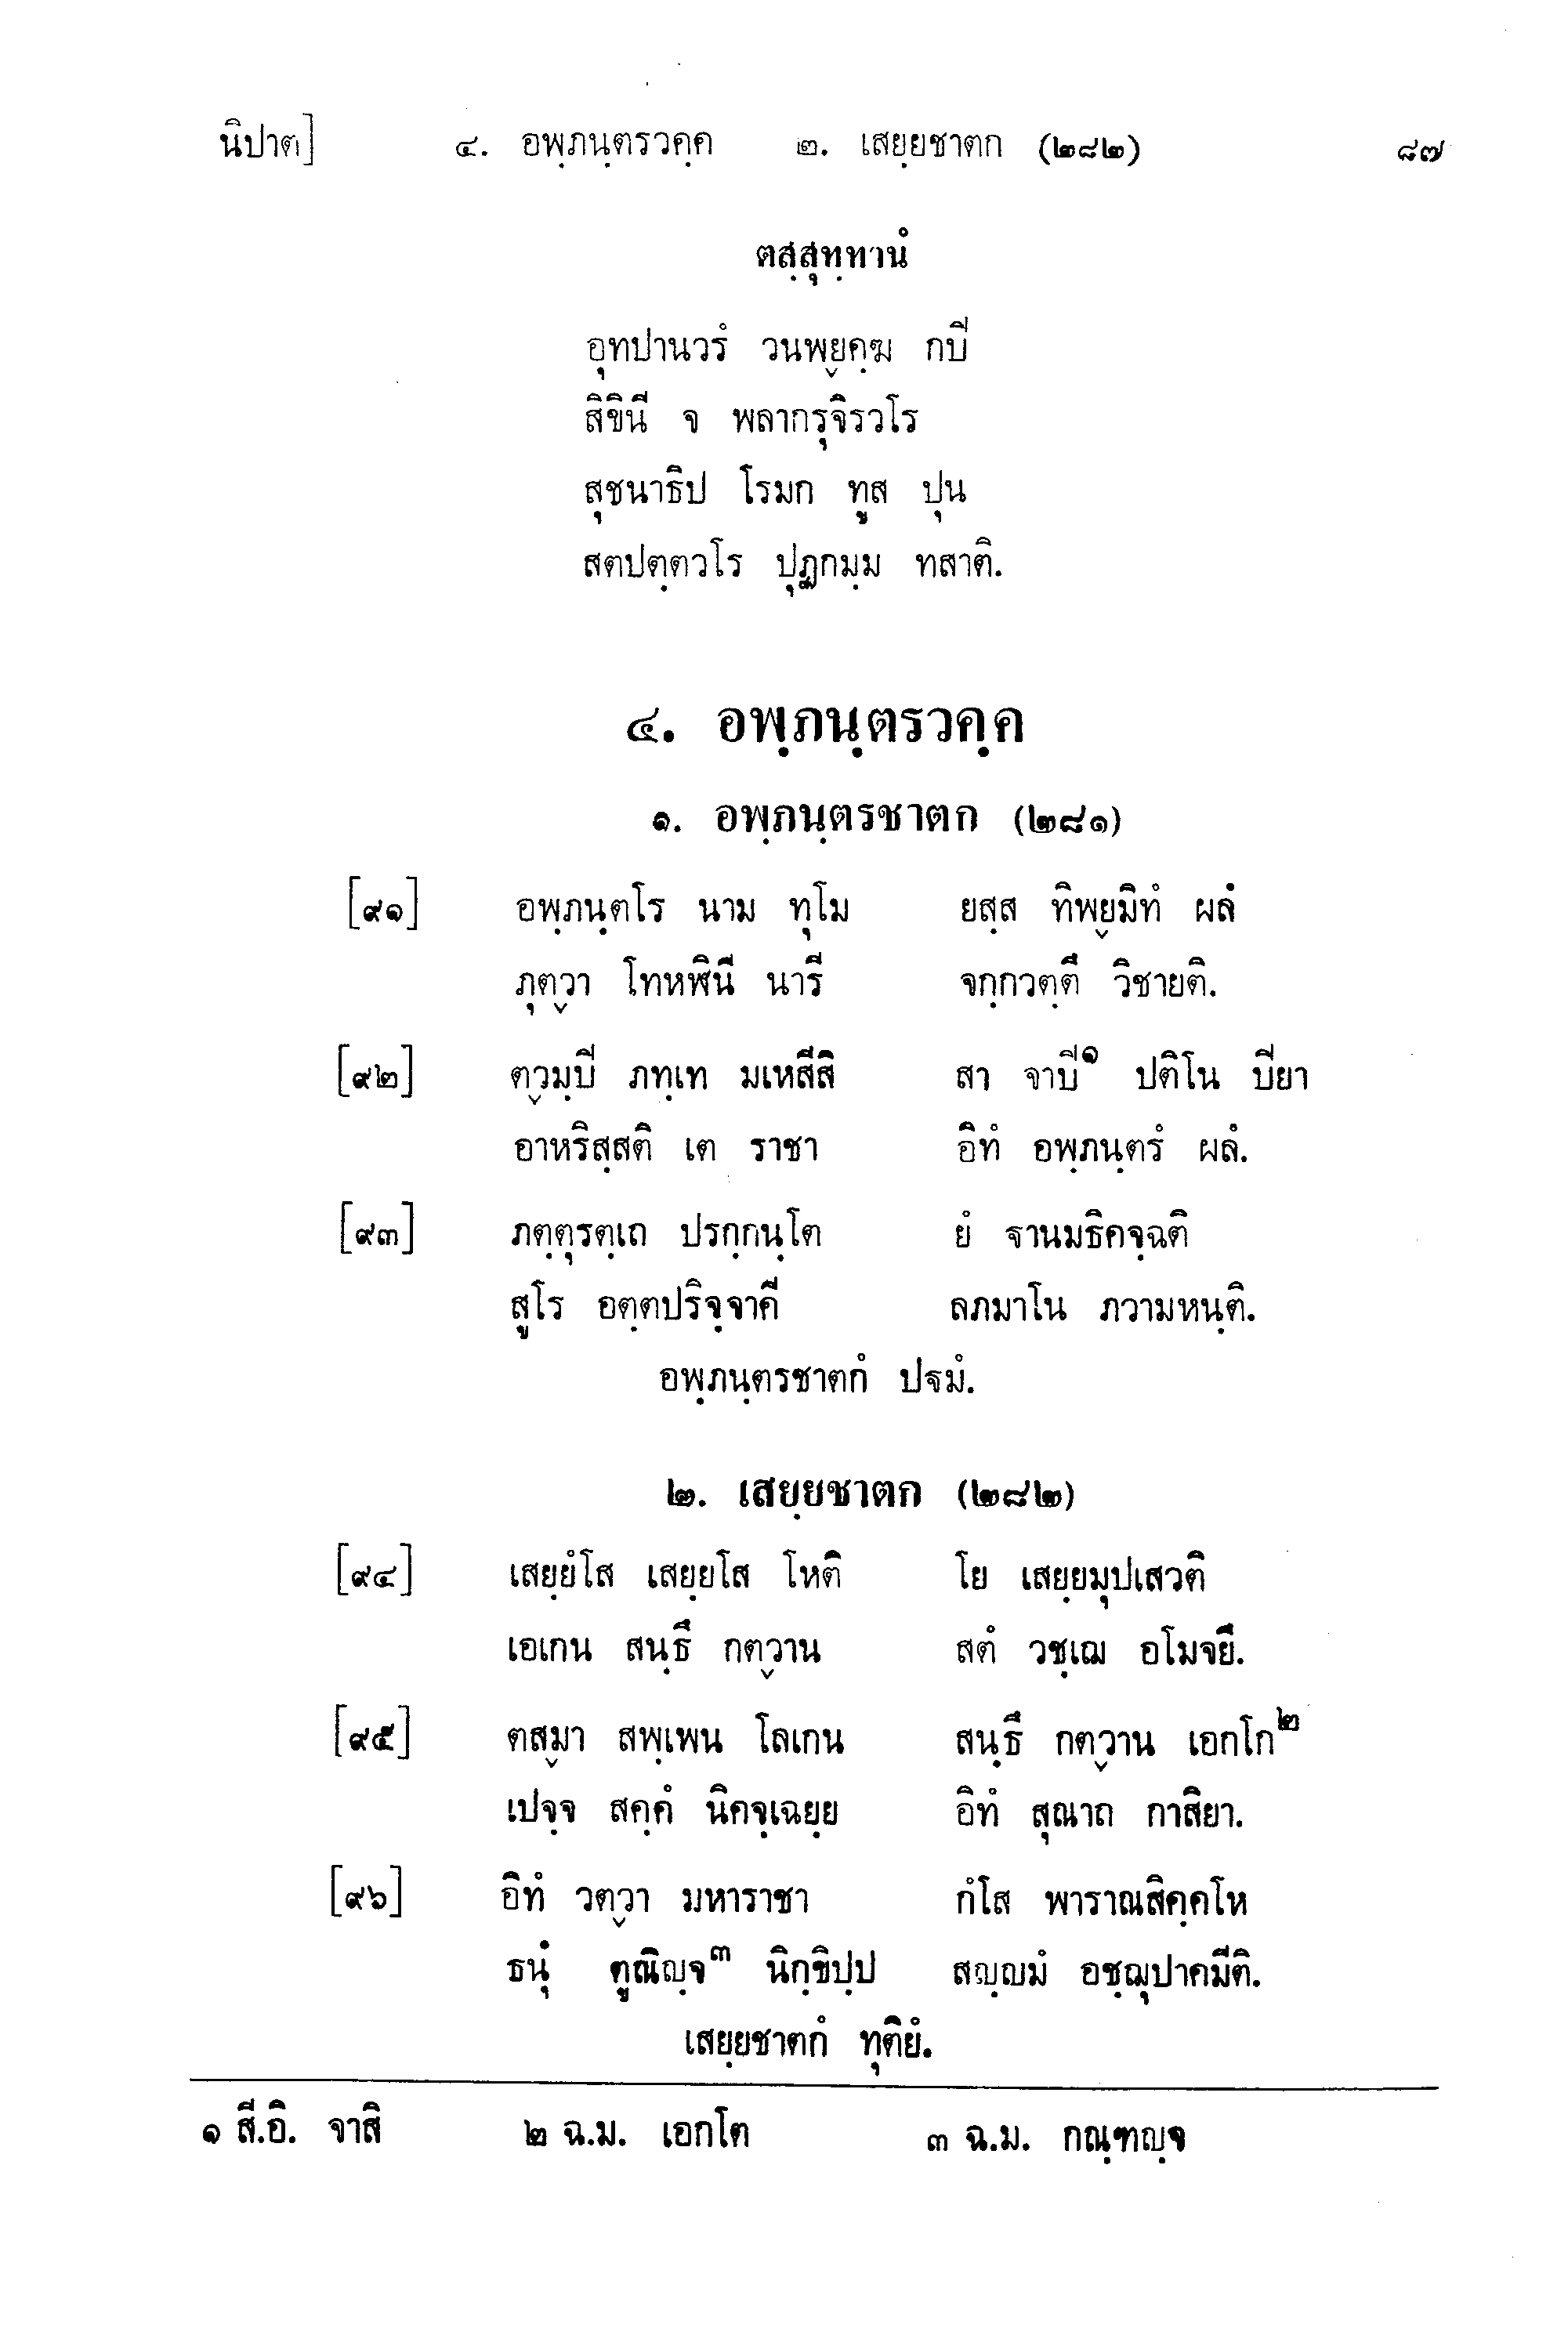 นิปาต] ๔. อพฺภนฺตรวคฺค ๒. เสยฺยชาตก (๒๘๒) ๘๗
ตสฺสุทฺทานํ
อุทปานวรํ วนพฺยคฺฆ กปี
สิขินี จ พลากรุจิรวโร
สุชนาธิป โรมก ทูส ปุน
สตปตฺตวโร ปุฏกมฺม ทสาติ.
๔. อพฺภนฺตรวคฺค
๑. อพฺภนฺตรชาตก (๒๘๑)
[๙๑] อพฺภนฺตโร นาม ทุโม ยสฺส ทิพฺยมิทํ ผลํ
ภุตฺวา โทหฬินี นารี จกฺกวตฺตึ วิชายติ.
[๙๒] ตฺวมฺปี ภทฺเท มเหสีสิ สา จาปี๑ ปติโน ปียา
อาหริสฺสติ เต ราชา อิทํ อพฺภนฺตรํ ผลํ.
[๙๓] ภตฺตุรตฺเถ ปรกฺกนฺโต ยํ ฐานมธิคจฺฉติ
สูโร อตฺตปริจฺจาคี ลภมาโน ภวามหนฺติ.
อพฺภนฺตรชาตกํ ปฐมํ.
๒. เสยฺยชาตก (๒๘๒)
[๙๔] เสยฺยํโส เสยฺยโส โหติ โย เสยฺยมุปเสวติ
เอเกน สนฺธึ กตฺวาน สตํ วชฺเฌ อโมจยึ.
[๙๕] ตสฺมา สพฺเพน โลเกน สนฺธึ กตฺวาน เอกโก๒
เปจฺจ สคฺคํ นิคจฺเฉยฺย อิทํ สุณาถ กาสิยา.
[๙๖] อิทํ วตฺวา มหาราชา กํโส พาราณสิคฺคโห
ธนุํ ตูณิญฺจ๓ นิกฺขิปฺป สญฺญมํ อชฺฌุปาคมีติ.
เสยฺยชาตกํ ทุติยํ.
๑ สี.อิ. จาสิ ๒ ฉ.ม. เอกโต ๓ ฉ.ม. กณฺฑญฺจ